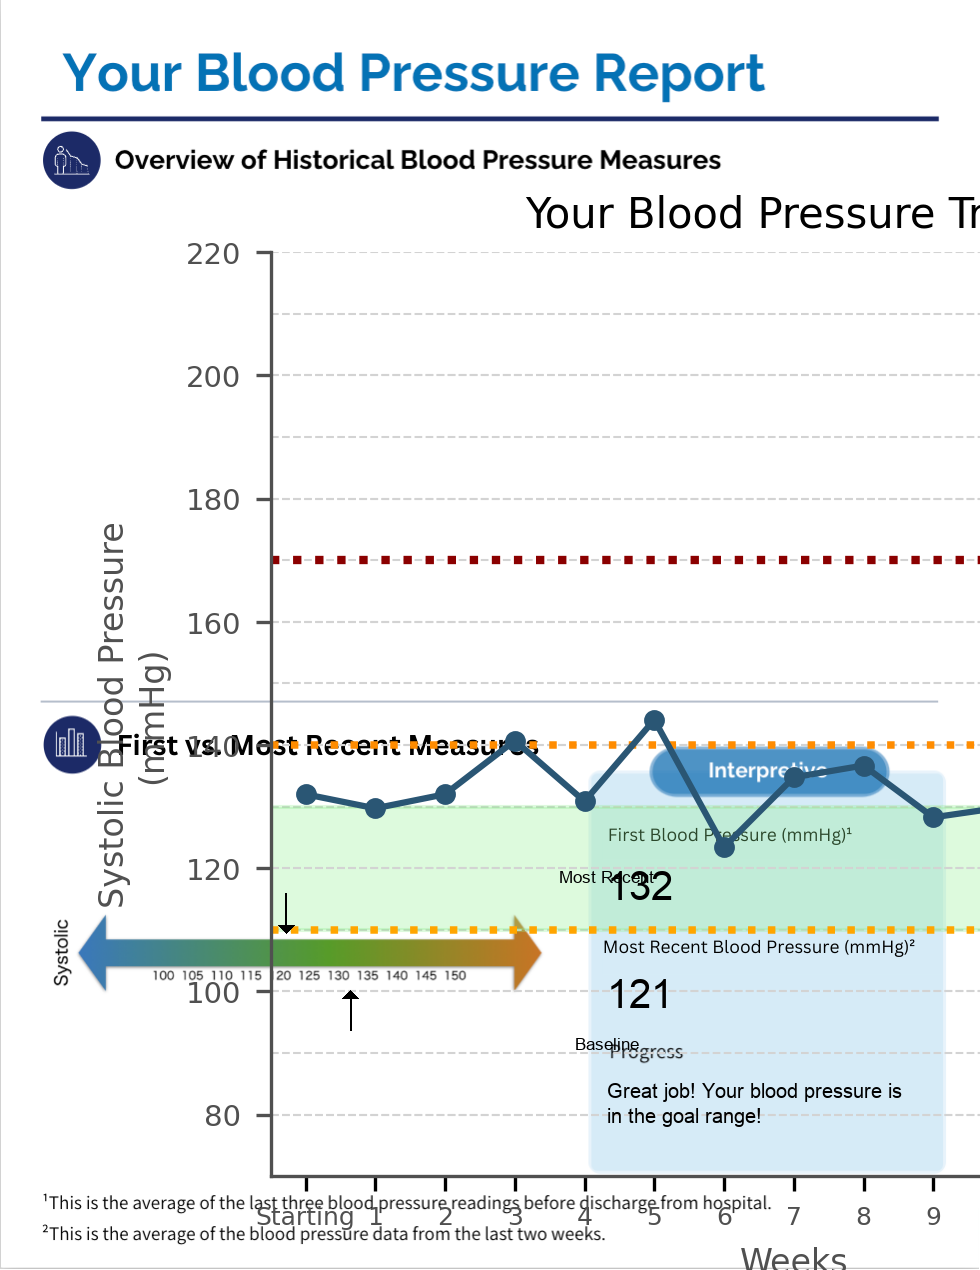 Your Blood Pressure Report
Overview of Historical Blood Pressure Measures
Your Blood Pressure Tr
220
200
180
160
140
120
100
80
Systolic Blood Pressure
(mmHg)
First vs. Most Recent Measures
Interpretive
First Blood Pressure (mmHg)¹
Most Recent
132
Most Recent Blood Pressure (mmHg)²
121
Baseline
Progress
Great job! Your blood pressure is
in the goal range!
Systolic
100 105 110 115 120 125 130 135 140 145 150
¹This is the average of the last three blood pressure readings before discharge from hospital.
Starting 1 2 3 4 5 6 7 8 9
²This is the average of the blood pressure data from the last two weeks.
Weeks